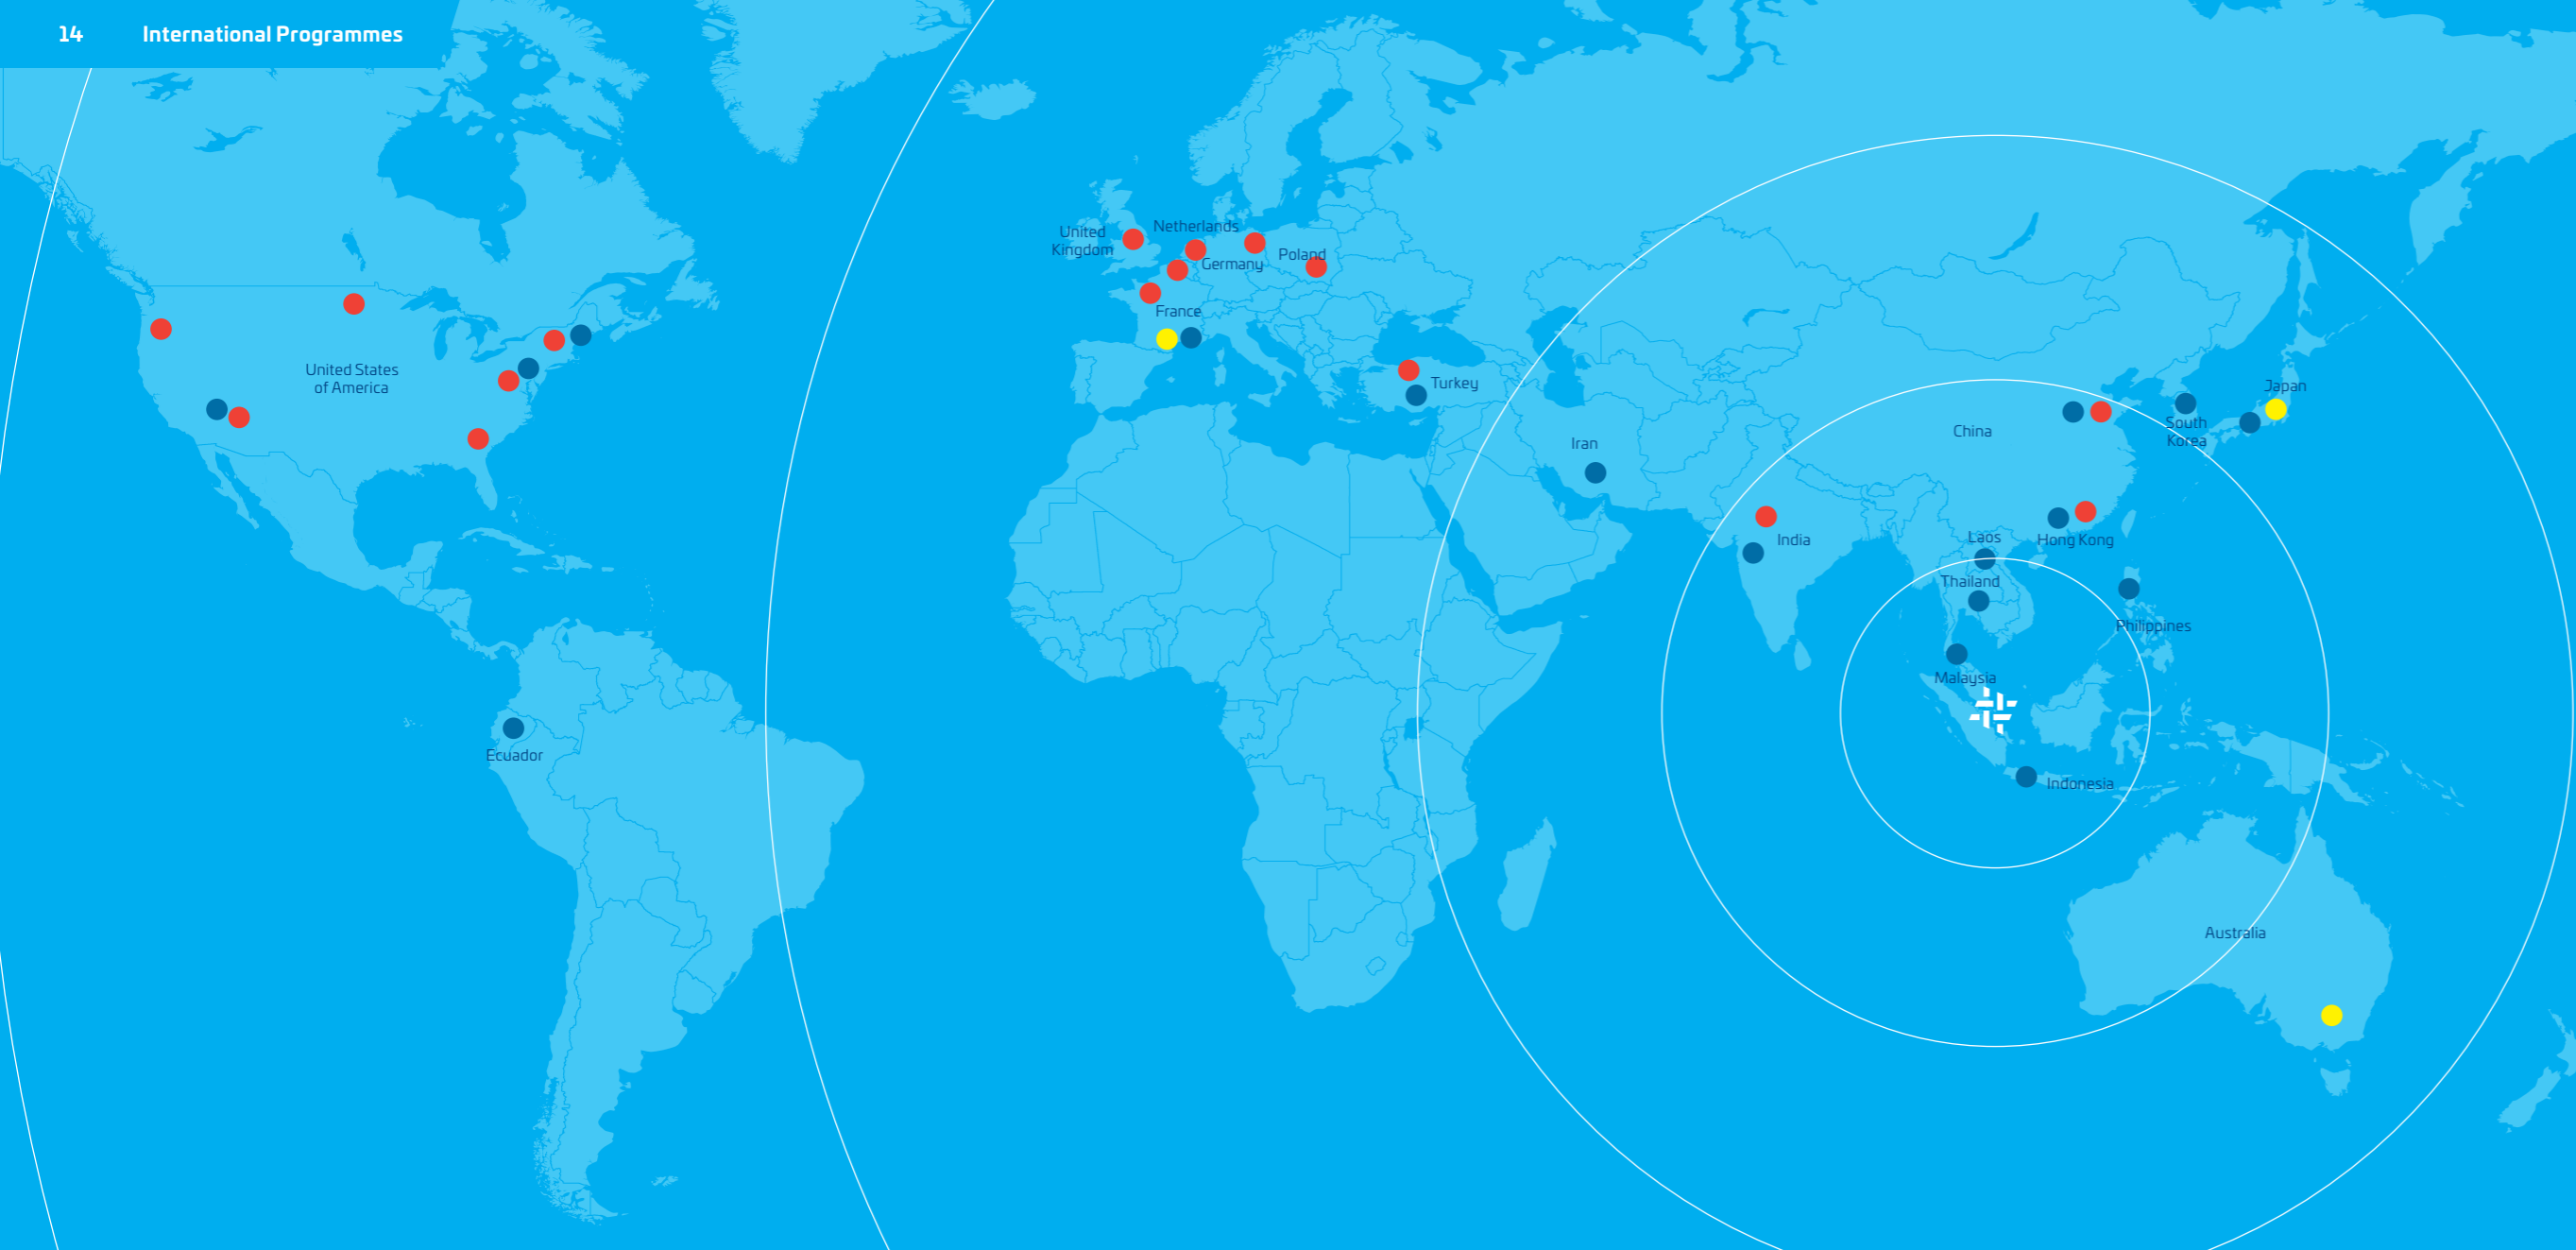 14 International Programmes
United
Kingdom
Netherlands
Germany
Poland
France
United States
of America
Turkey
Iran
China
South
Korea
Japan
India
Laos
Hong Kong
Thailand
Philippines
Malaysia
Ecuador
Indonesia
Australia